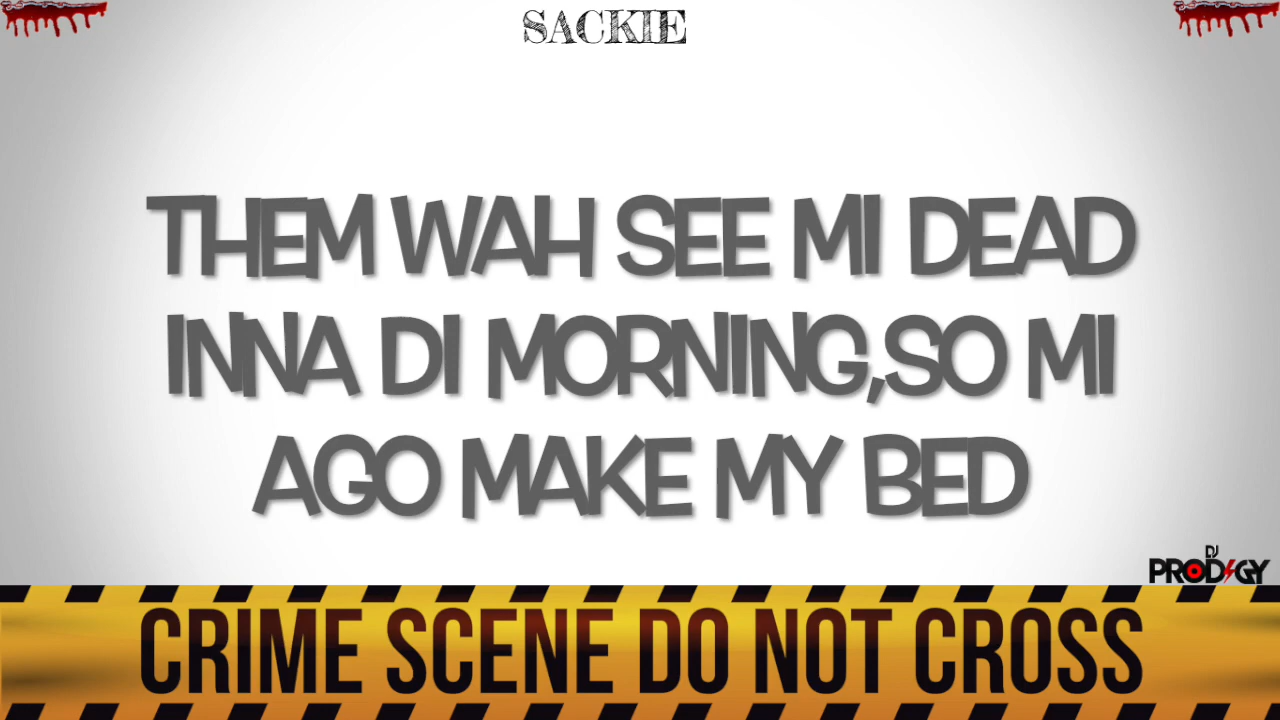 SACKIE
THEM WAH SEE MI DEAD
INNA DI MORNING,SO MI
AGO MAKE MY BED
DJ
PRODIGY
CRIME SCENE DO NOT CROSS